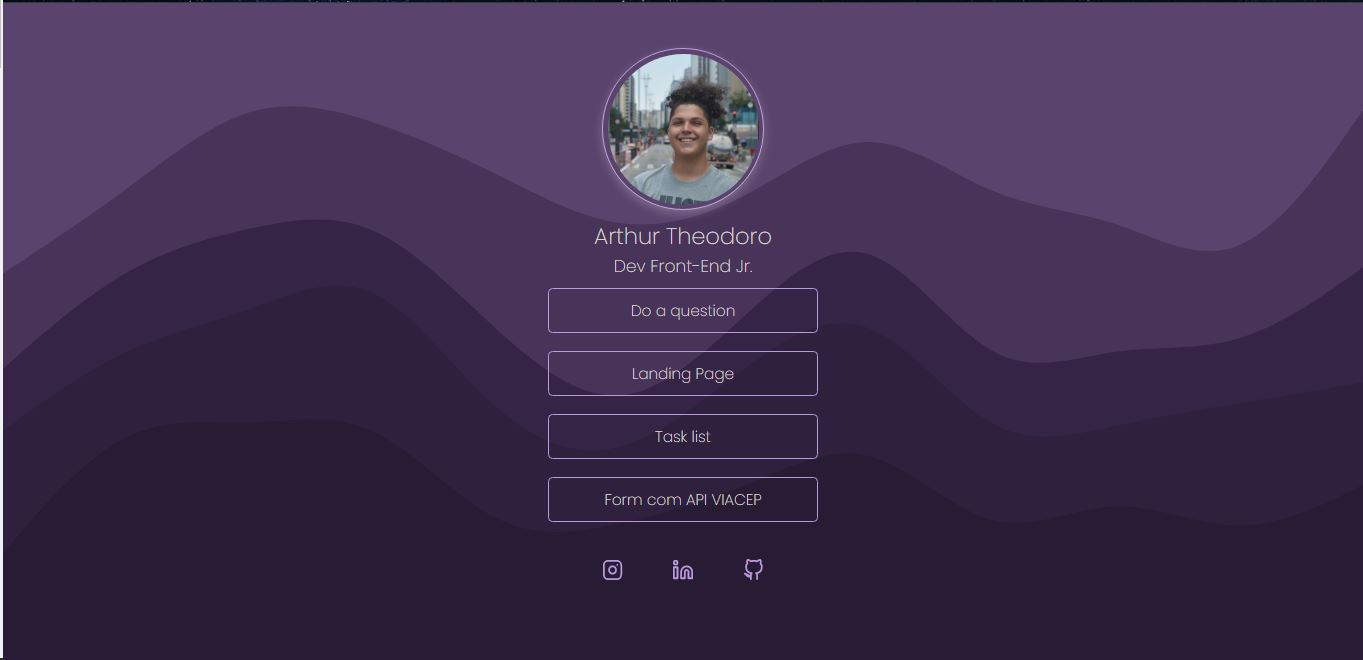 Arthur Theodoro
Dev Front-End Jr.
Do a question
Landing Page
Task list
Form com API VIACEP